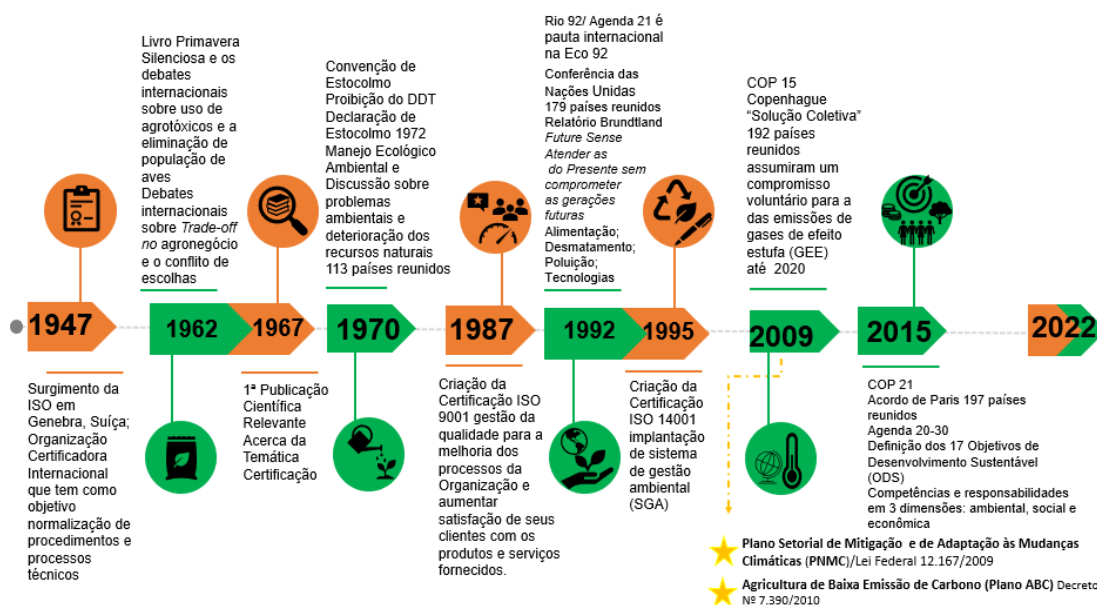 Livro Primavera
Silenciosa e os
debates
internacionais
sobre uso de
agrotóxicos e a
eliminação de
população de
aves
Debates
internacionais
sobre Trade-off
no agronegócio
e o conflito de
escolhas
Convenção de
Estocolmo
Proibição do DDT
Declaração de
Estocolmo 1972
Manejo Ecológico
Ambiental e
Discussão sobre
problemas
ambientais e
deterioração dos
recursos naturais
113 países reunidos
Rio 92/ Agenda 21 é
pauta internacional
na Eco 92
Conferência das
Nações Unidas
179 países reunidos
Relatório Brundtland
Future Sense
Atender as
do Presente sem
comprometer
as gerações
futuras
Alimentação;
Desmatamento;
Poluição;
Tecnologias
COP 15
Copenhague
“Solução Coletiva”
192 países
reunidos
assumiram um
compromisso
voluntário para a
das emissões de
gases de efeito
estufa (GEE)
até 2020
1947
1962
1967
1970
1987
1992
1995
2009
2015
2022
Surgimento da
ISO em
Genebra, Suíça;
Organização
Certificadora
Internacional
que tem como
objetivo
normalização de
procedimentos e
processos
técnicos
1ª Publicação
Científica
Relevante
Acerca da
Temática
Certificação
Criação da
Certificação ISO
9001 gestão da
qualidade para a
melhoria dos
processos da
Organização e
aumentar
satisfação de seus
clientes com os
produtos e serviços
fornecidos.
Criação da
Certificação
ISO 14001
implantação
de sistema
de gestão
ambiental
(SGA)
COP 21
Acordo de Paris 197 países
reunidos
Agenda 20-30
Definição dos 17 Objetivos de
Desenvolvimento Sustentável
(ODS)
Competências e responsabilidades
em 3 dimensões: ambiental, social e
econômica
Plano Setorial de Mitigação e de Adaptação às Mudanças
Climáticas (PNMC)/Lei Federal 12.167/2009
Agricultura de Baixa Emissão de Carbono (Plano ABC) Decreto
Nº 7.390/2010